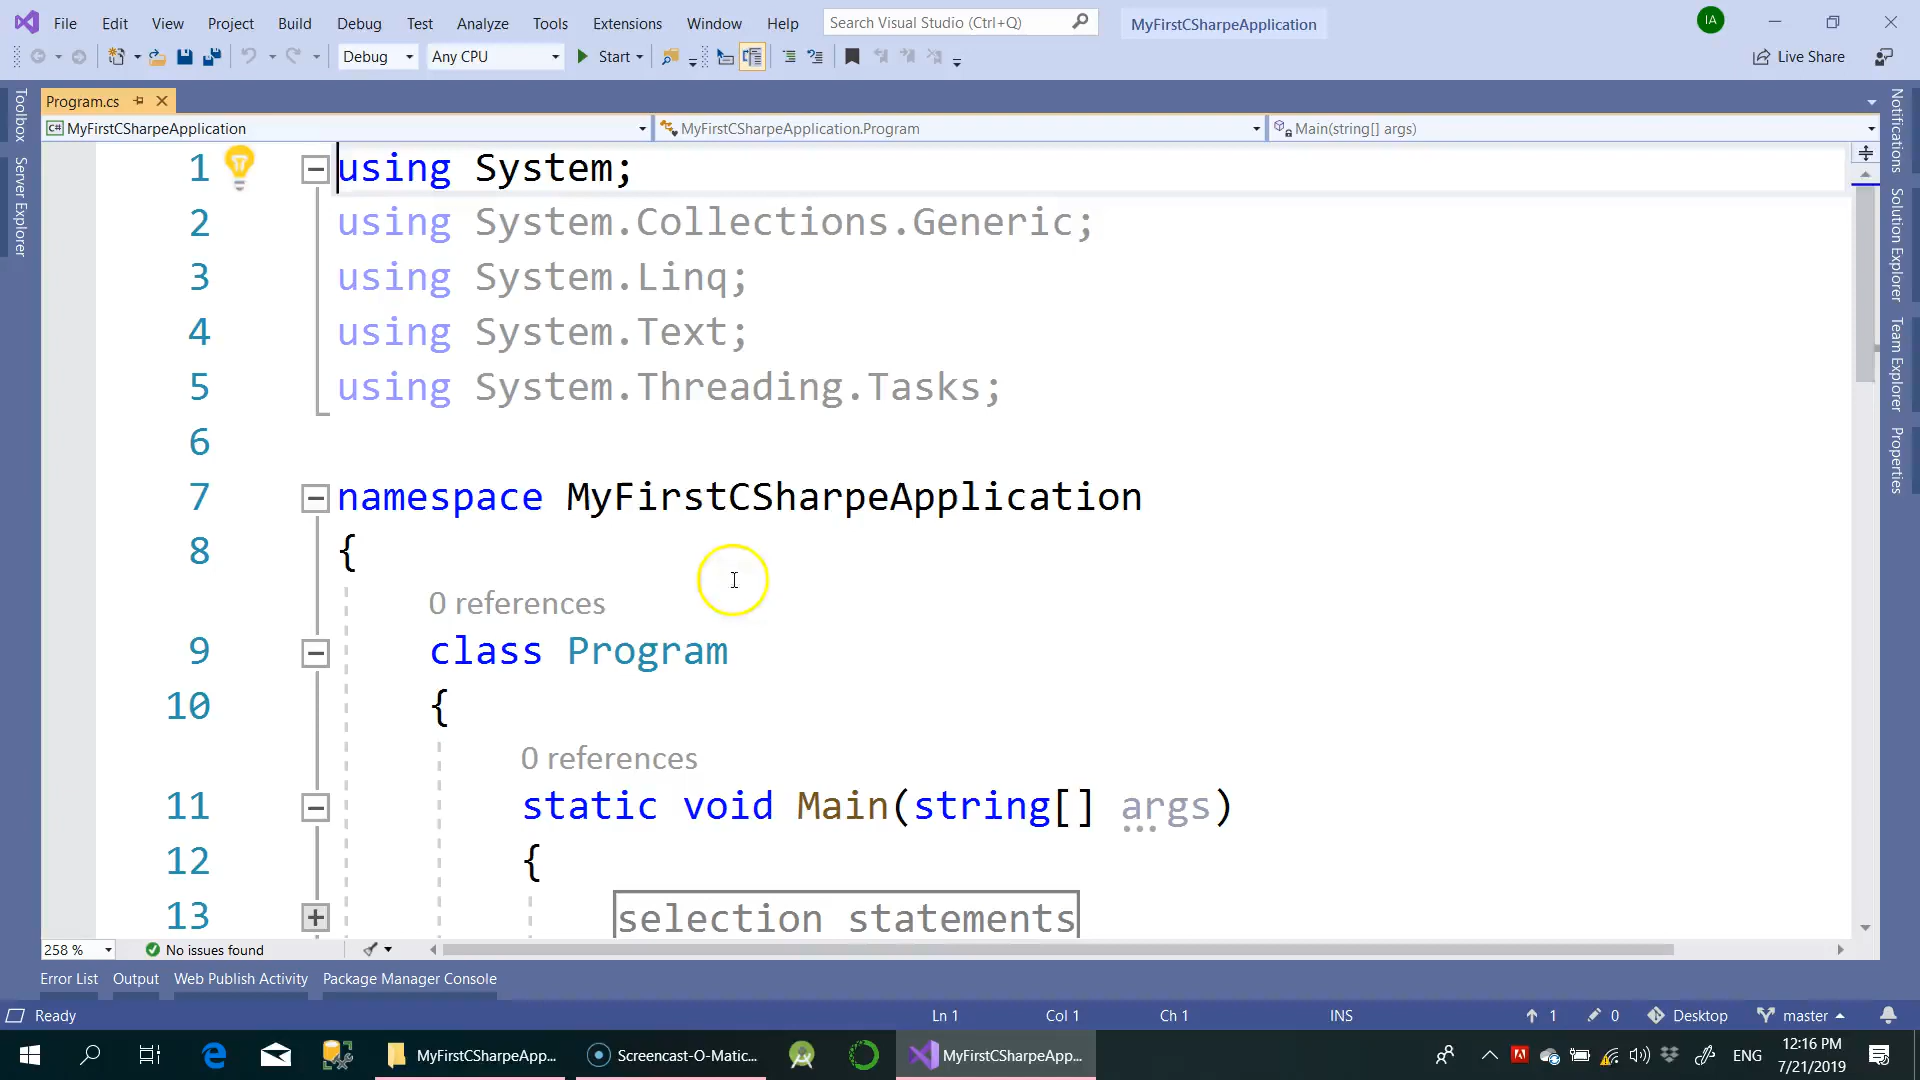 File Edit View Project Build Debug Test Analyze Tools Extensions Window Help Search Visual Studio (Ctrl+Q) MyFirstCSharpeApplication IA
Debug Any CPU Start Live Share
Toolbox
Server Explorer
Program.cs
MyFirstCSharpeApplication MyFirstCSharpeApplication.Program Main(string[] args)
1 using System;
2 using System.Collections.Generic;
3 using System.Linq;
4 using System.Text;
5 using System.Threading.Tasks;
6
7 namespace MyFirstCSharpeApplication
8 {
0 references
9 class Program
10 {
0 references
11 static void Main(string[] args)
12 {
13 selection statements
Notifications
Solution Explorer
Team Explorer
Properties
258 % No issues found
Error List Output Web Publish Activity Package Manager Console
Ready Ln 1 Col 1 Ch 1 INS 1 0 Desktop master
MyFirstCSharpeApp... Screencast-O-Matic... MyFirstCSharpeApp... ENG 12:16 PM
7/21/2019